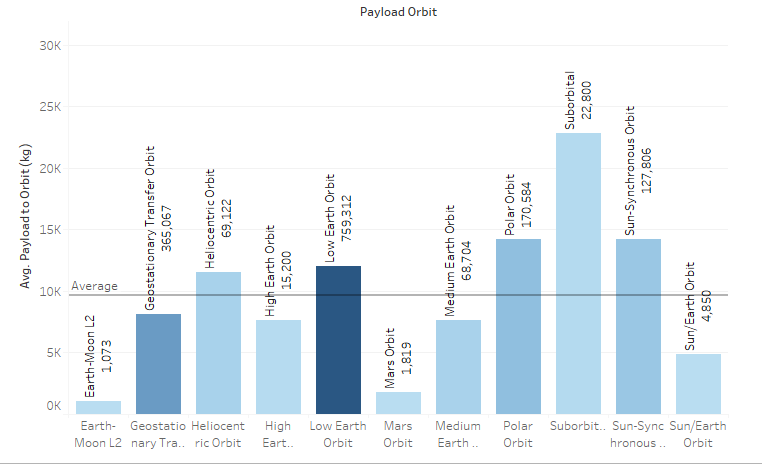 Payload Orbit
Avg. Payload to Orbit (kg)
30K
25K
20K
15K
10K
5K
0K
Average
Earth-Moon L2
1,073
Geostationary Transfer Orbit
365,067
Heliocentric Orbit
69,122
High Earth Orbit
15,200
Low Earth Orbit
759,312
Mars Orbit
1,819
Medium Earth Orbit
68,704
Polar Orbit
170,584
Suborbital
22,800
Sun-Synchronous Orbit
127,806
Sun/Earth Orbit
4,850
Earth-
Moon L2
Geostatio
nary Tra..
Heliocent
ric Orbit
High
Eart..
Low Earth
Orbit
Mars
Orbit
Medium
Earth ..
Polar
Orbit
Suborbit..
Sun-Sync
hronous ..
Sun/Earth
Orbit